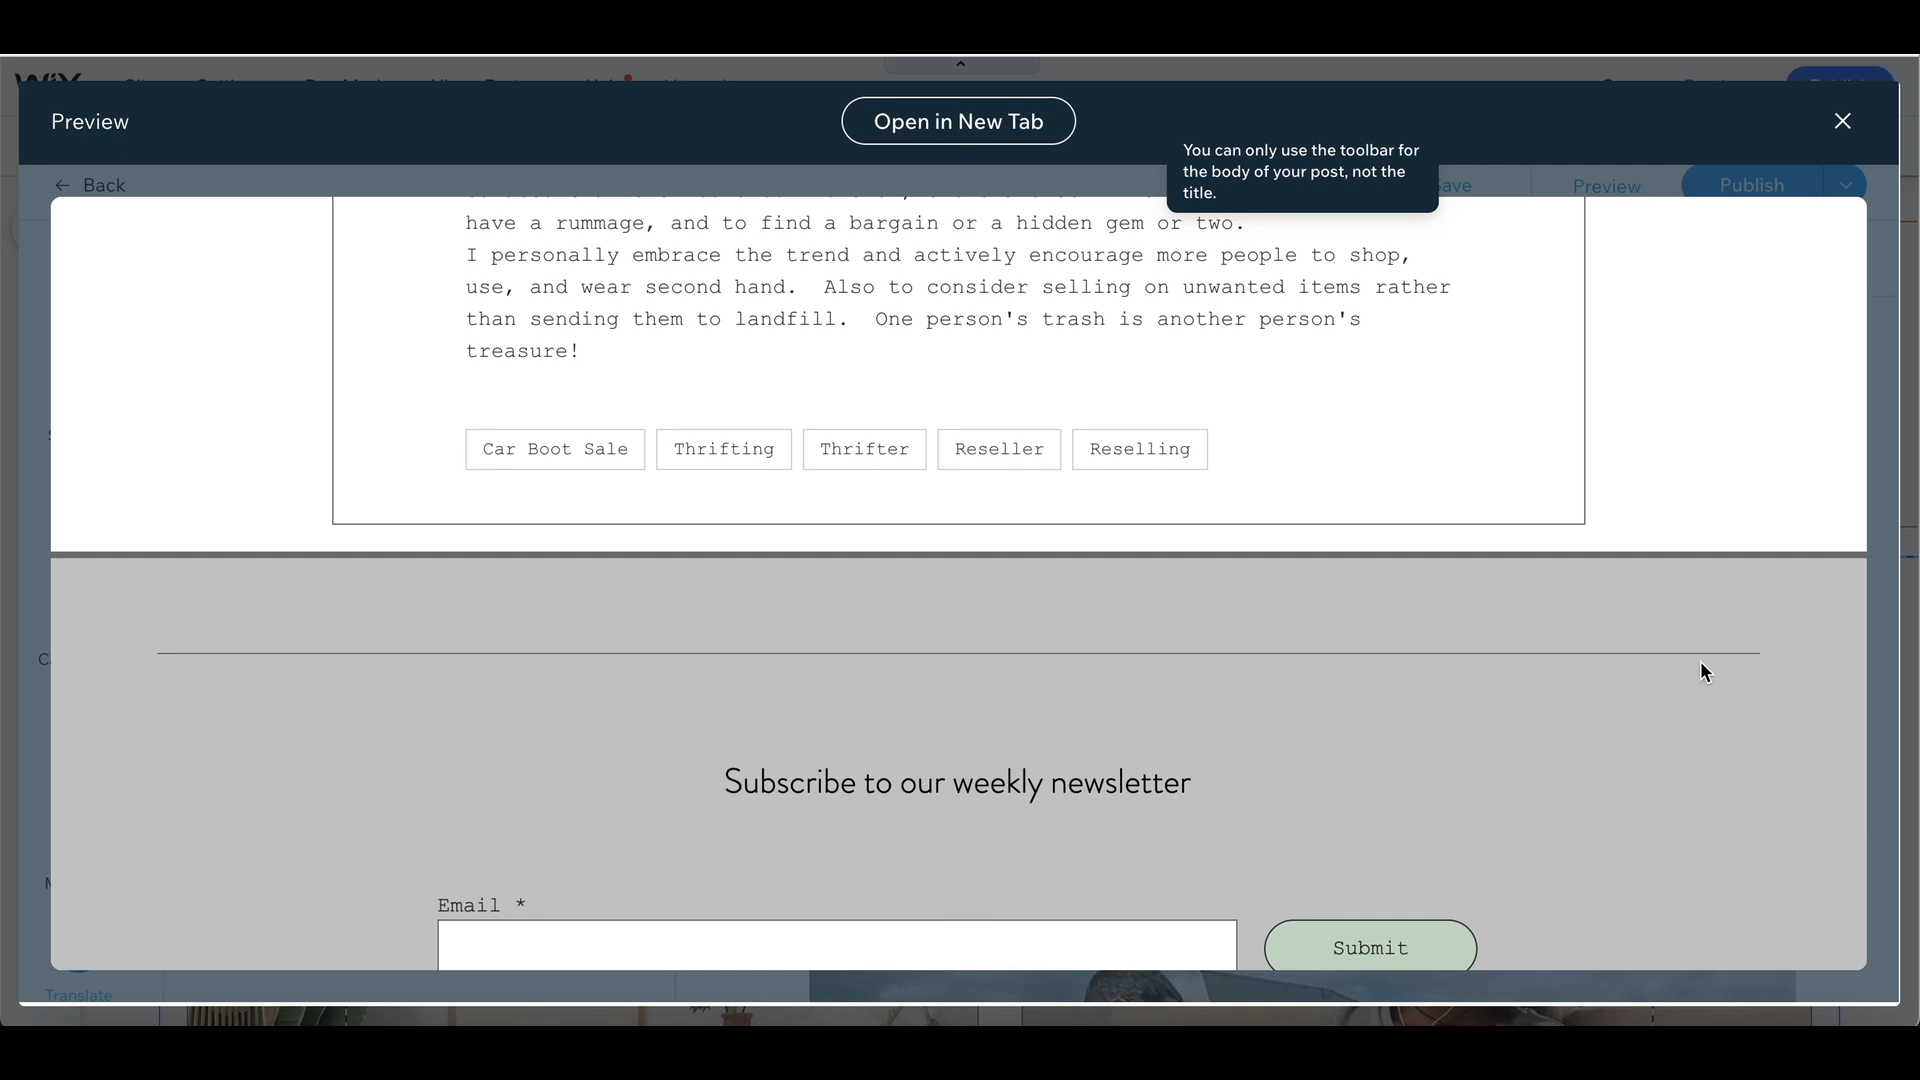 WiX
Preview
Open in New Tab
You can only use the toolbar for
the body of your post, not the
title.
Back
Preview
Publish
have a rummage, and to find a bargain or a hidden gem or two.
I personally embrace the trend and actively encourage more people to shop,
use, and wear second hand.  Also to consider selling on unwanted items rather
than sending them to landfill.  One person's trash is another person's
treasure!
Car Boot Sale
Thrifting
Thrifter
Reseller
Reselling
Subscribe to our weekly newsletter
Email *
Submit
Translate